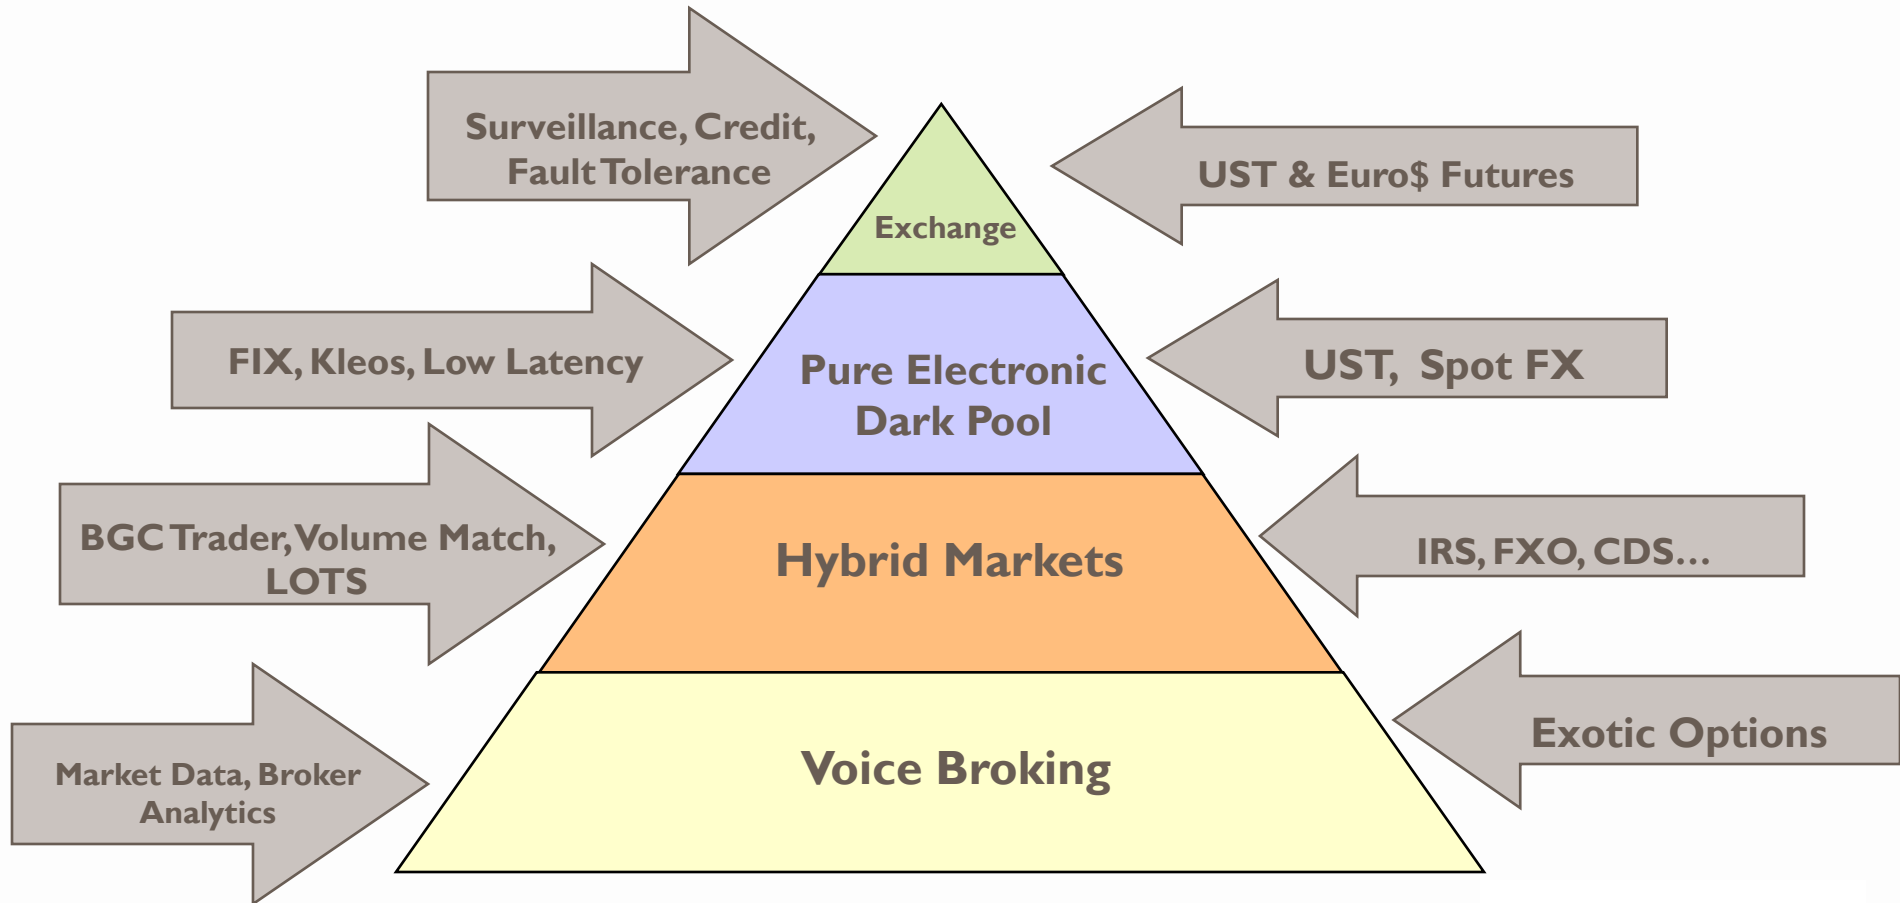 Surveillance, Credit,
Fault Tolerance
UST & Euro$ Futures
Exchange
FIX, Kleos, Low Latency
Pure Electronic
Dark Pool
UST, Spot FX
BGC Trader, Volume Match,
LOTS
Hybrid Markets
IRS, FXO, CDS...
Market Data, Broker
Analytics
Voice Broking
Exotic Options